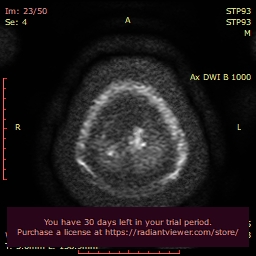 Im: 23/50
Se: 4
STP93
STP93
M
A
Ax DWI B 1000
R
L
You have 30 days left in your trial period.
Purchase a license at https://radiantviewer.com/store/